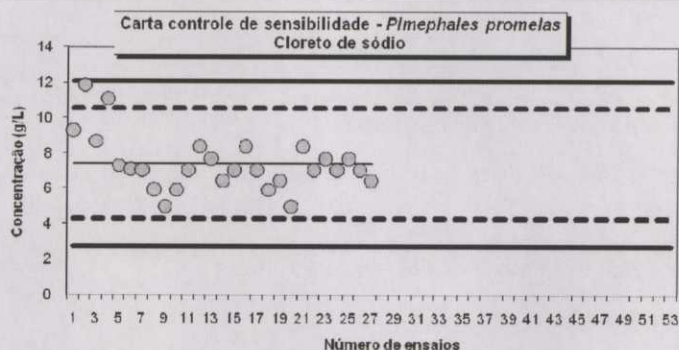 Carta controle de sensibilidade - PImephales promelas
Cloreto de sódio
Concentração (g/L)
14
12
10
8
6
4
2
0
1 3 5 7 9 11 13 15 17 19 21 23 25 27 29 31 33 35 37 39 41 43 45 47 49 51 53
Número de ensaios